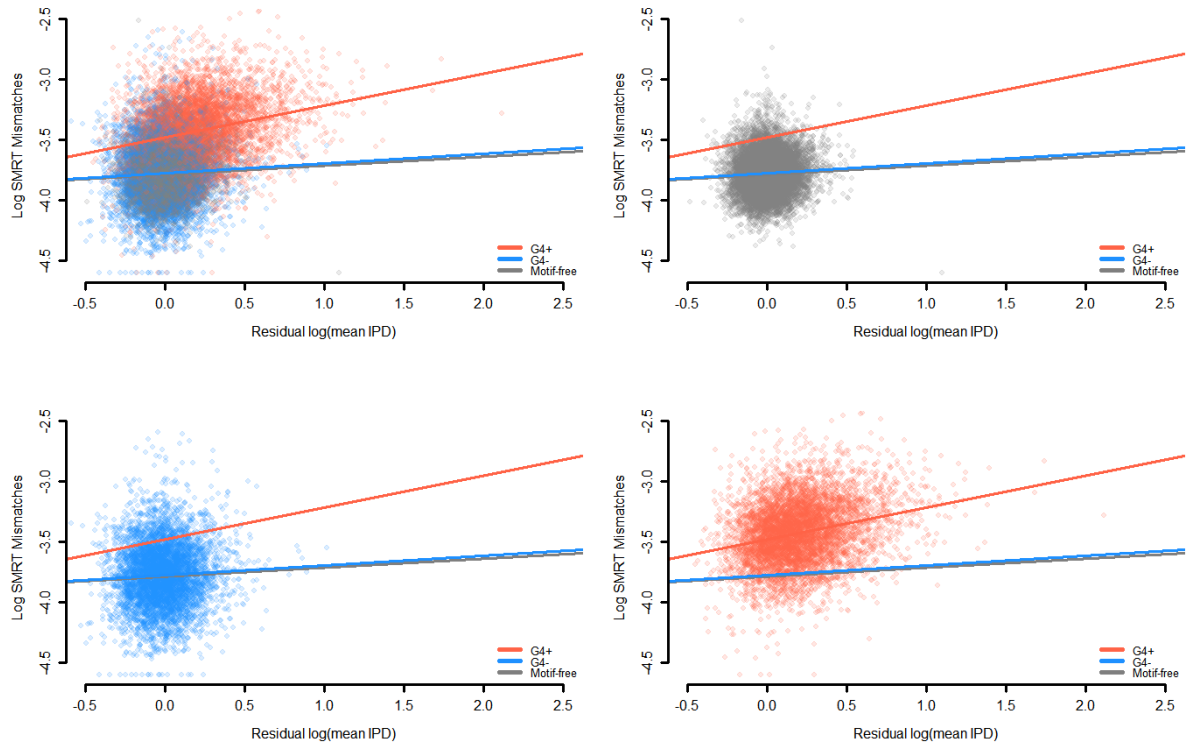 -2.5
-3.0
-3.5
-4.0
-4.5
Log SMRT Mismatches
G4+
G4-
Motif-free
-0.5 0.0 0.5 1.0 1.5 2.0 2.5
Residual log(mean IPD)
-2.5
-3.0
-3.5
-4.0
-4.5
Log SMRT Mismatches
G4+
G4-
Motif-free
-0.5 0.0 0.5 1.0 1.5 2.0 2.5
Residual log(mean IPD)
-2.5
-3.0
-3.5
-4.0
-4.5
Log SMRT Mismatches
G4+
G4-
Motif-free
-0.5 0.0 0.5 1.0 1.5 2.0 2.5
Residual log(mean IPD)
-2.5
-3.0
-3.5
-4.0
-4.5
Log SMRT Mismatches
G4+
G4-
Motif-free
-0.5 0.0 0.5 1.0 1.5 2.0 2.5
Residual log(mean IPD)